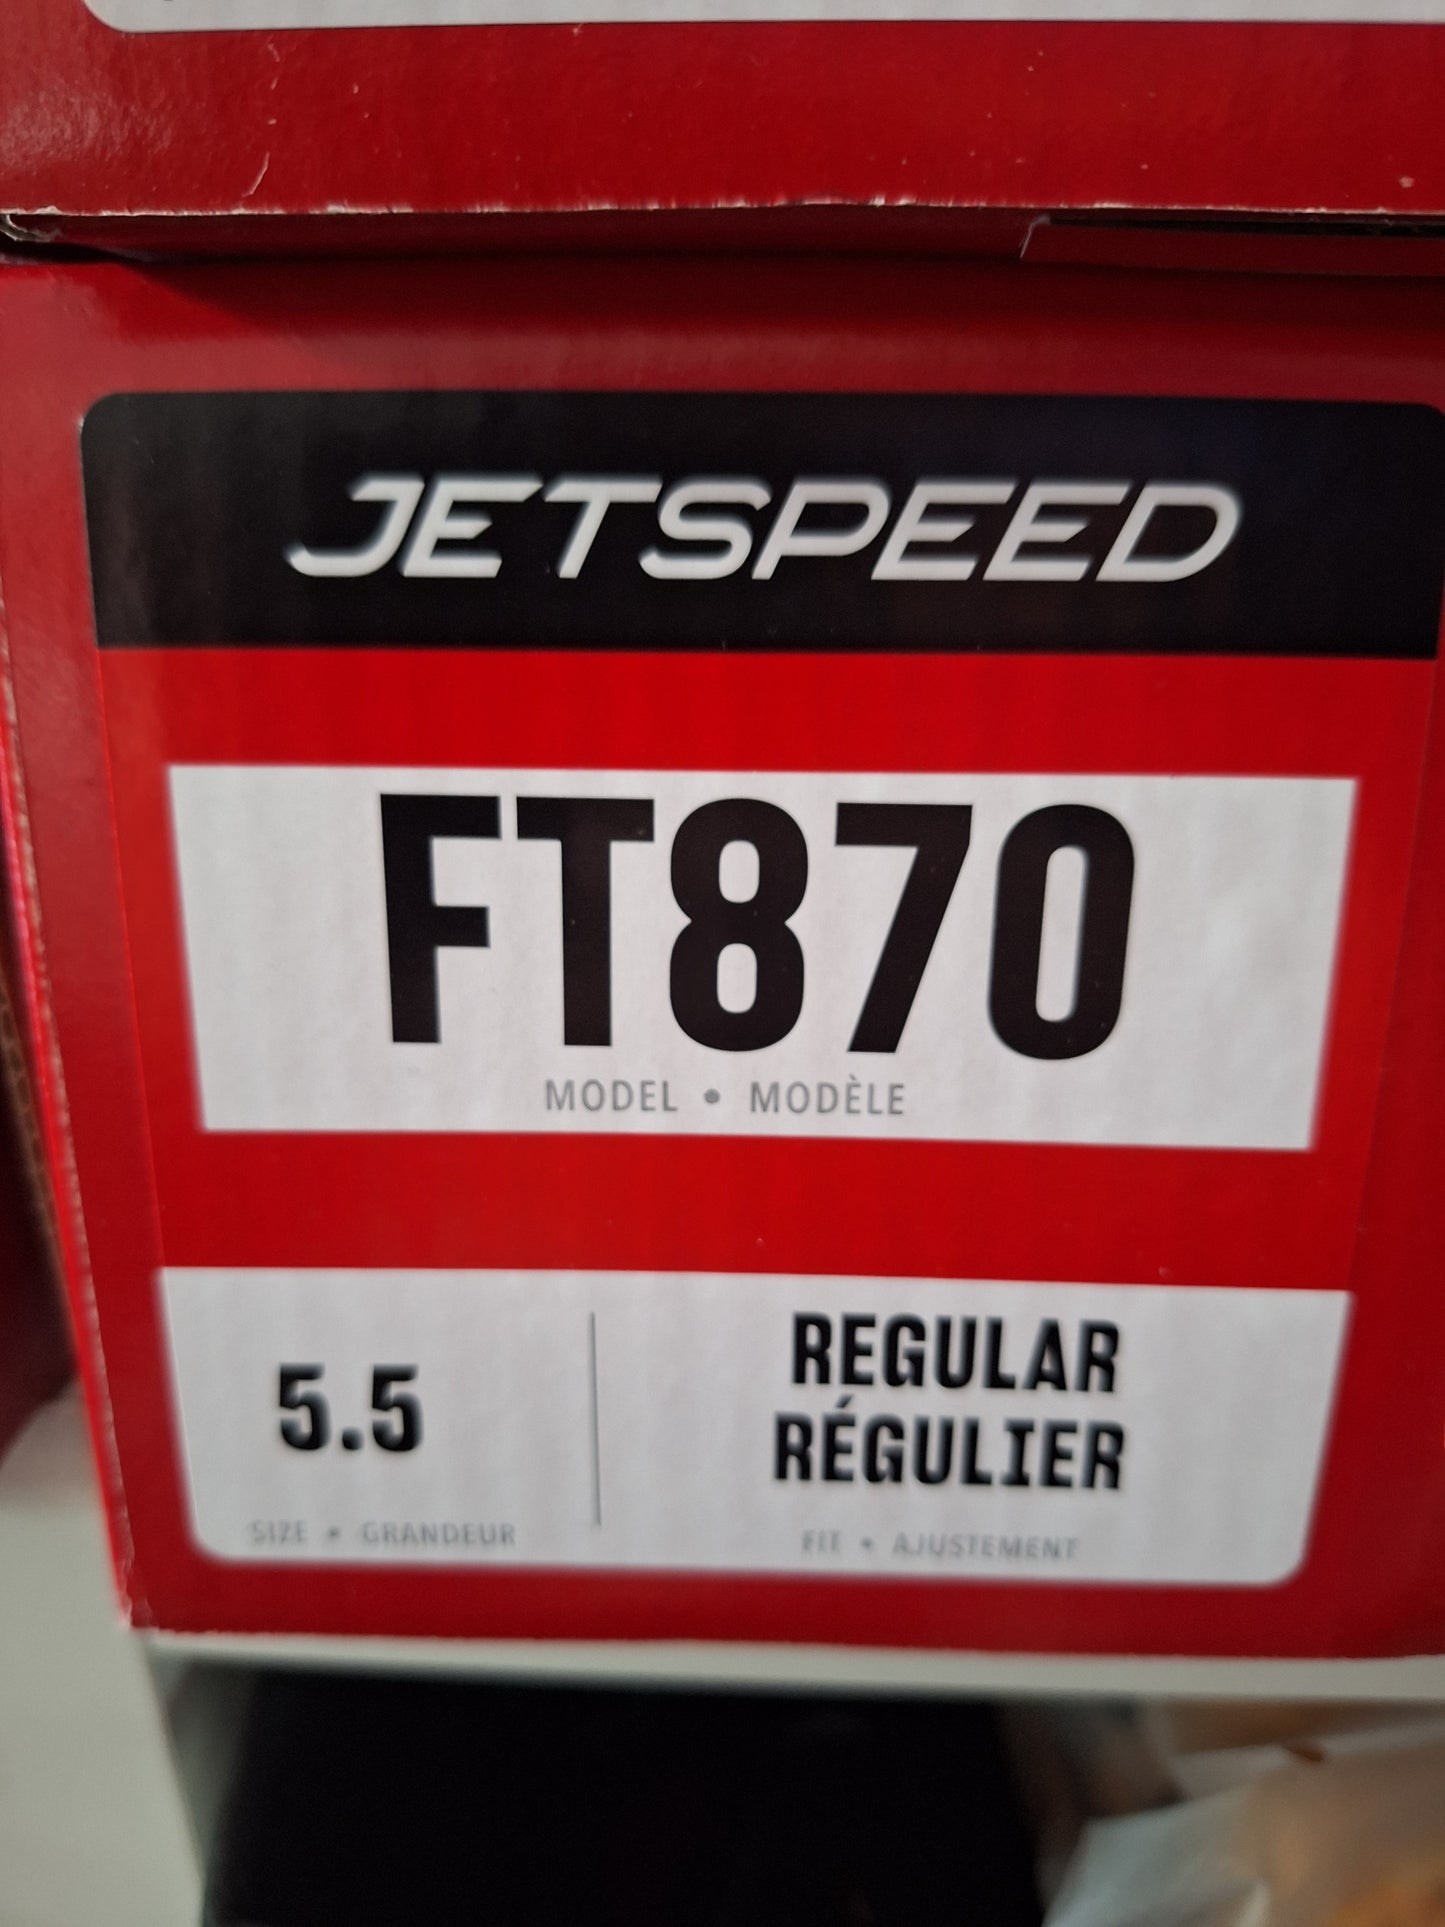 JETSPEED
FT870
MODEL • MODÈLE
5.5
SIZE • GRANDEUR
REGULAR
RÉGULIER
FIT • AJUSTEMENT